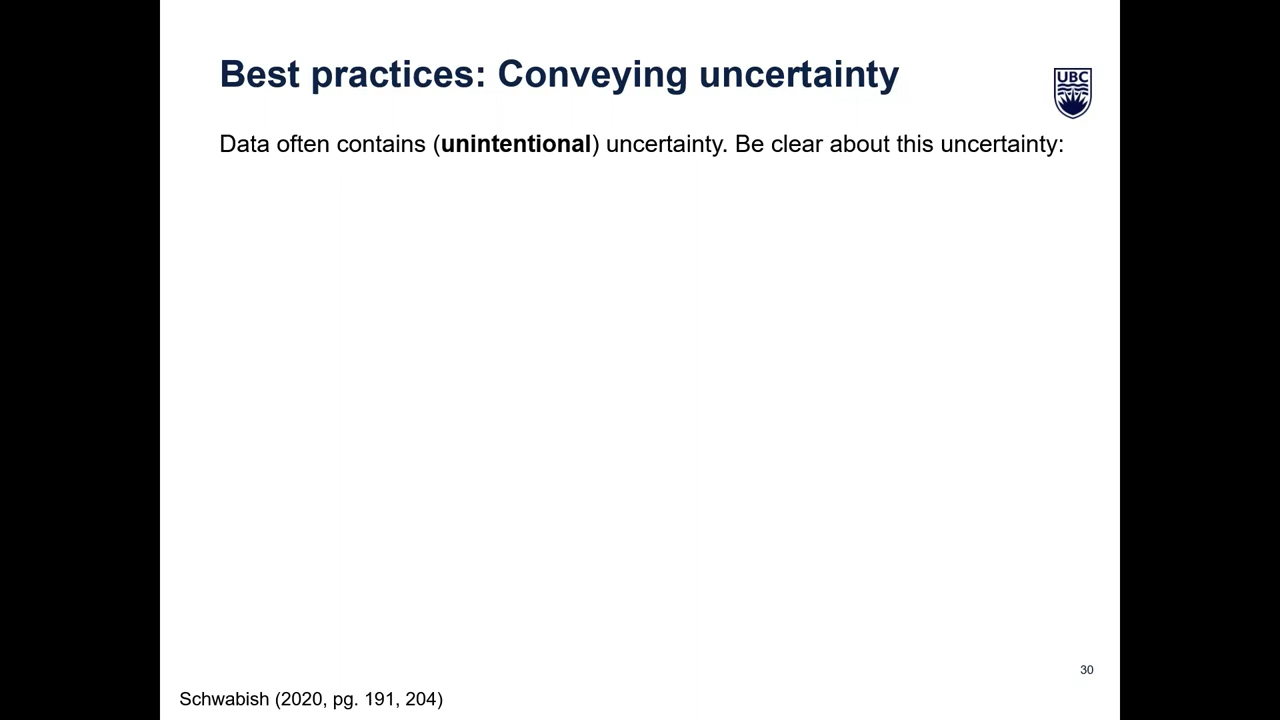 Best practices: Conveying uncertainty
UBC
Data often contains (unintentional) uncertainty. Be clear about this uncertainty:
30
Schwabish (2020, pg. 191, 204)